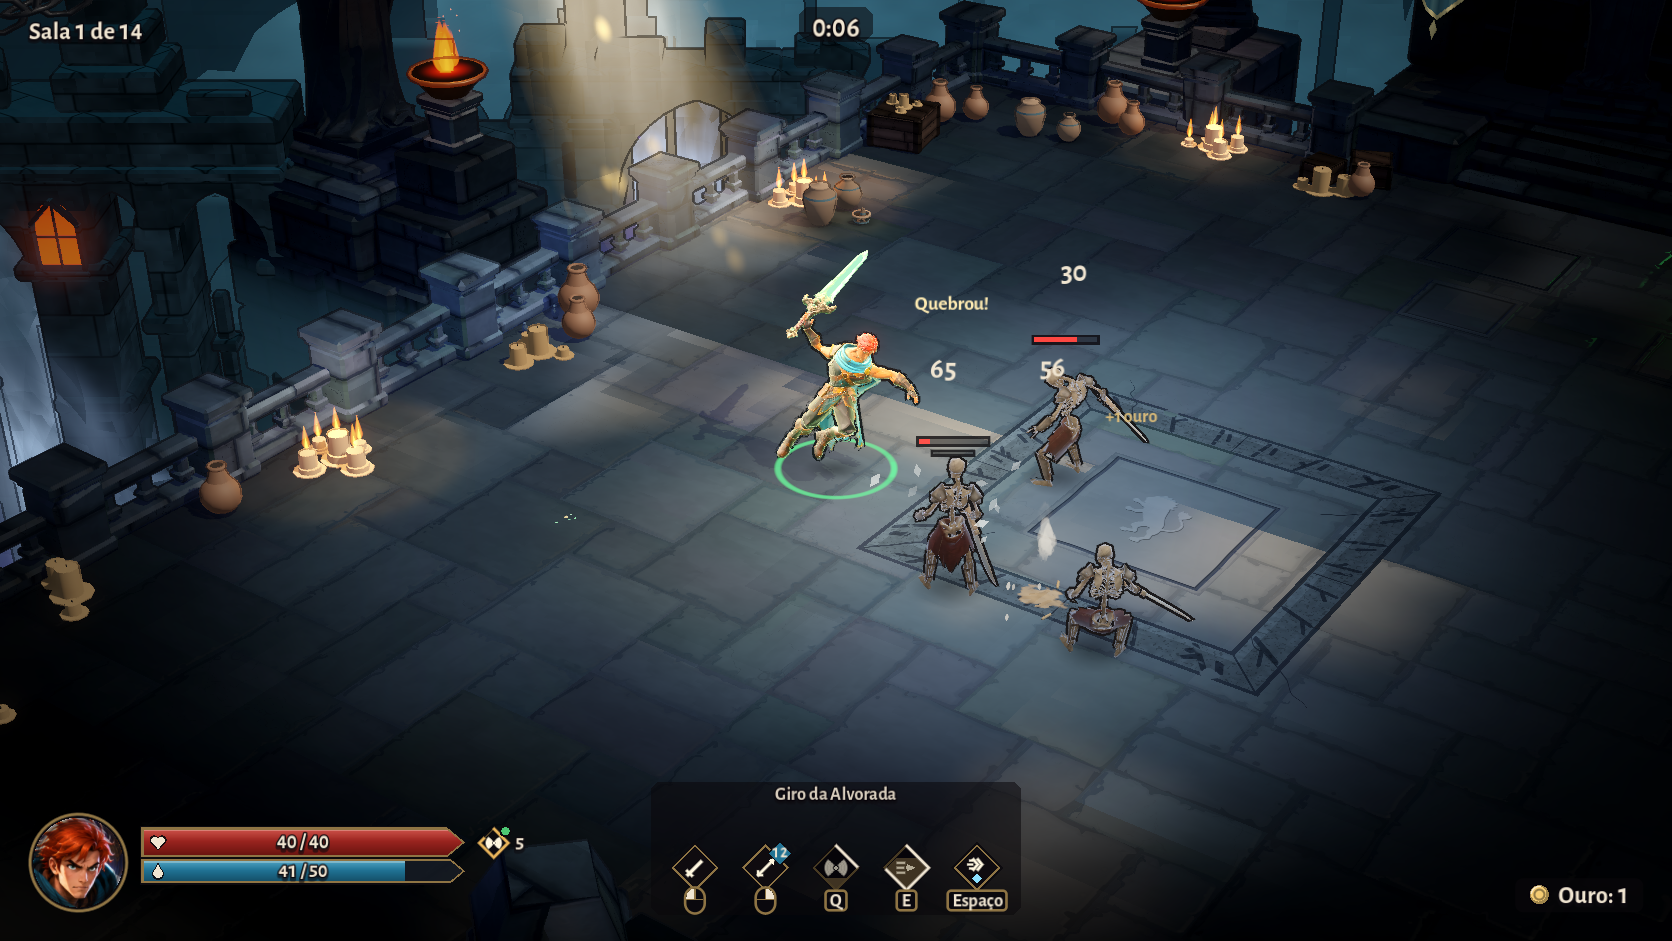 Sala 1 de 14
0:06
30
Quebrou!
65
56
+1 ouro
Giro da Alvorada
40/40
5
41/50
12
Q
E
Espaço
Ouro: 1